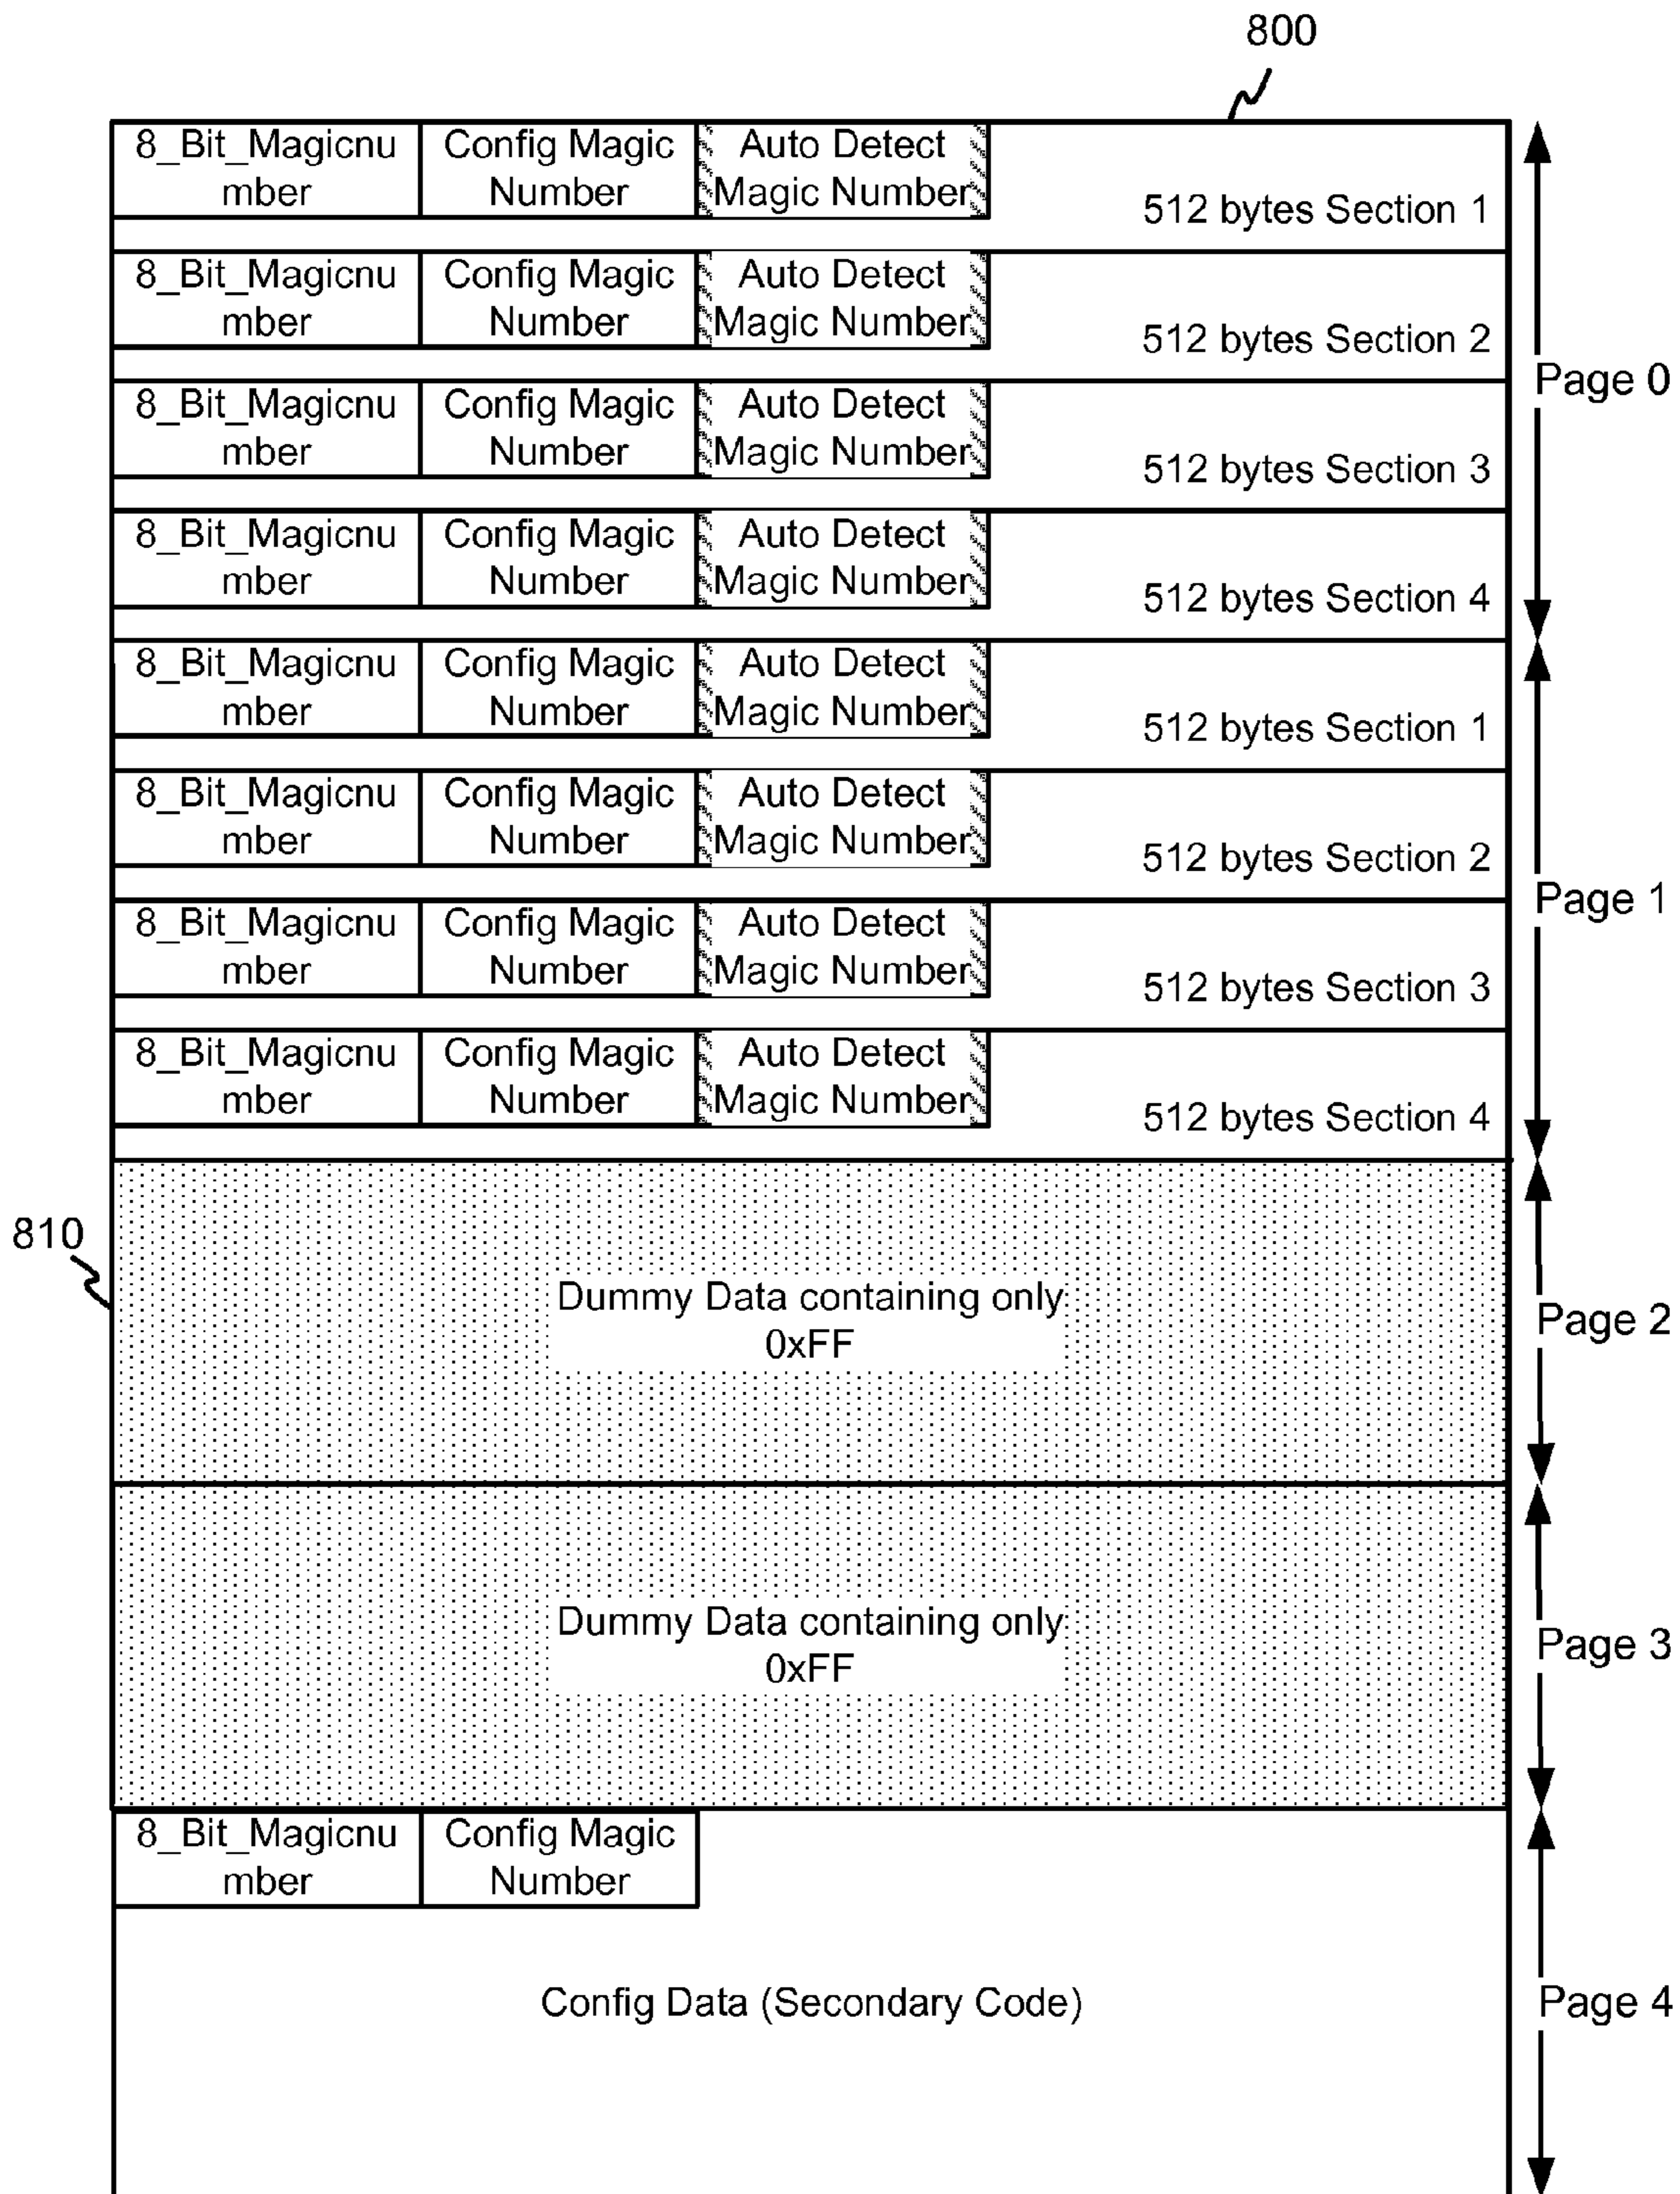 800
8_Bit_Magicnu Config Magic Auto Detect
mber Number Magic Number
512 bytes Section 1
8_Bit_Magicnu Config Magic Auto Detect
mber Number Magic Number
512 bytes Section 2
Page 0
8_Bit_Magicnu Config Magic Auto Detect
mber Number Magic Number
512 bytes Section 3
8_Bit_Magicnu Config Magic Auto Detect
mber Number Magic Number
512 bytes Section 4
8_Bit_Magicnu Config Magic Auto Detect
mber Number Magic Number
512 bytes Section 1
8_Bit_Magicnu Config Magic Auto Detect
mber Number Magic Number
512 bytes Section 2
Page 1
8_Bit_Magicnu Config Magic Auto Detect
mber Number Magic Number
512 bytes Section 3
8_Bit_Magicnu Config Magic Auto Detect
mber Number Magic Number
512 bytes Section 4
810
Dummy Data containing only
0xFF
Page 2
Dummy Data containing only
0xFF
Page 3
8_Bit_Magicnu Config Magic
mber Number
Config Data (Secondary Code)
Page 4